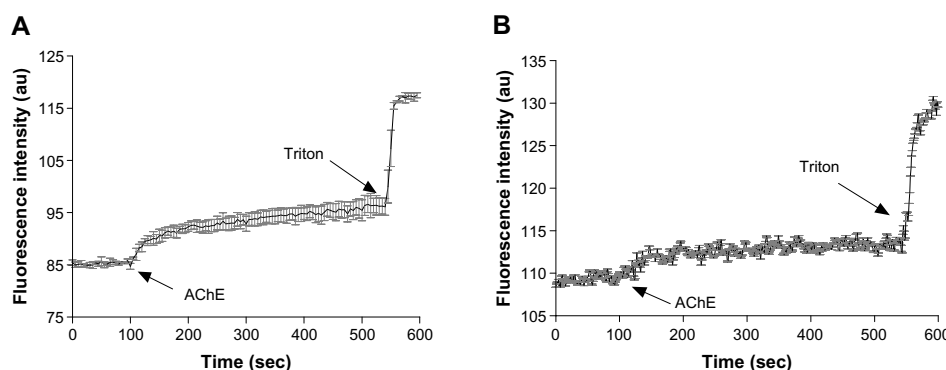 A
Fluorescence intensity (au)
125
115
105
95
85
75
Triton
AChE
0 100 200 300 400 500 600
Time (sec)
B
Fluorescence intensity (au)
135
130
125
120
115
110
105
Triton
AChE
0 100 200 300 400 500 600
Time (sec)